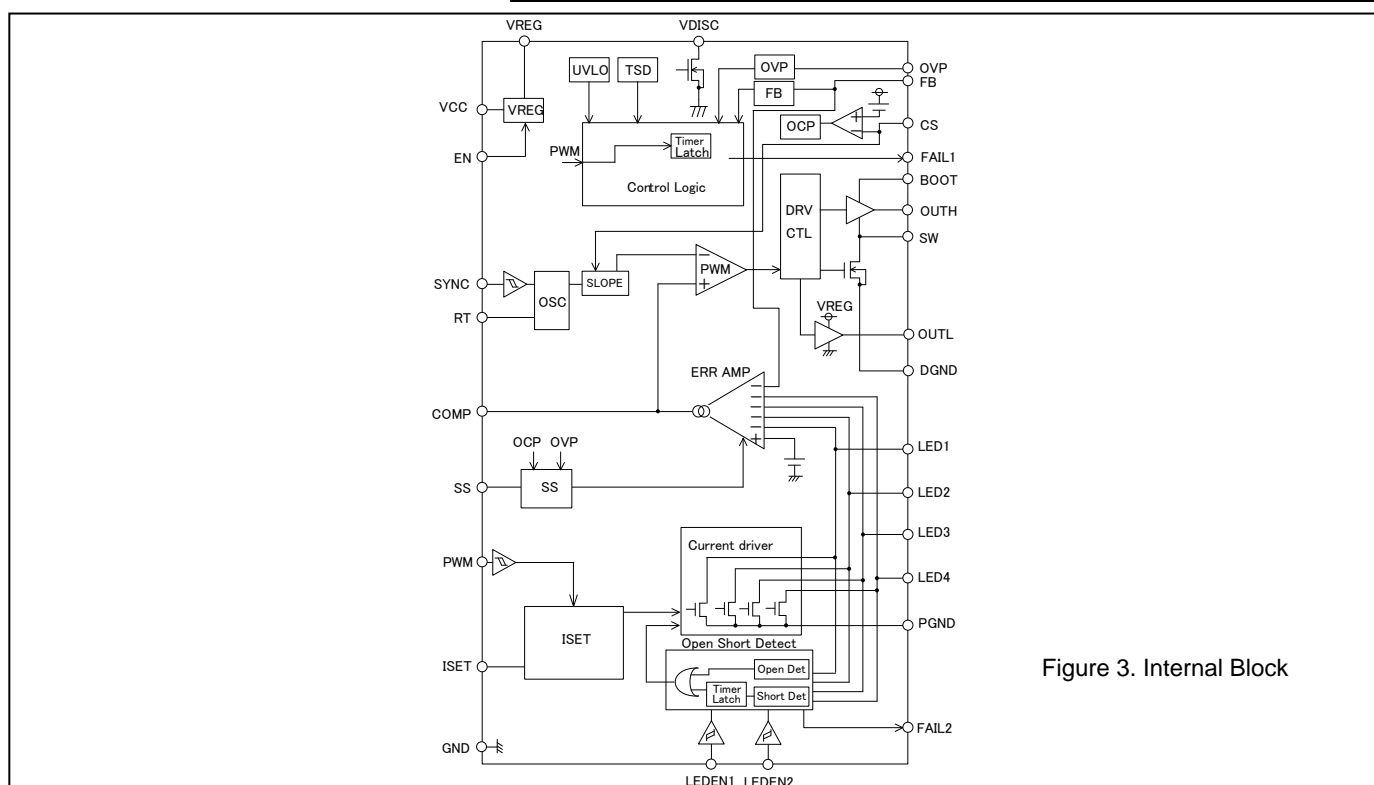 VREG VDISC
UVLO TSD OVP OVP
FB FB
VCC VREG
OCP + − CS
EN PWM Timer Latch FAIL1
Control Logic BOOT
DRV CTL OUTH
SW
SYNC OSC SLOPE − PWM +
RT VREG OUTL
DGND
ERR AMP
COMP − − − − − +
LED1
OCP OVP
SS SS LED2
LED3
Current driver
PWM LED4
PGND
ISET ISET
Open Short Detect
Open Det
Timer Latch Short Det
Figure 3. Internal Block
FAIL2
GND
LEDEN1 LEDEN2